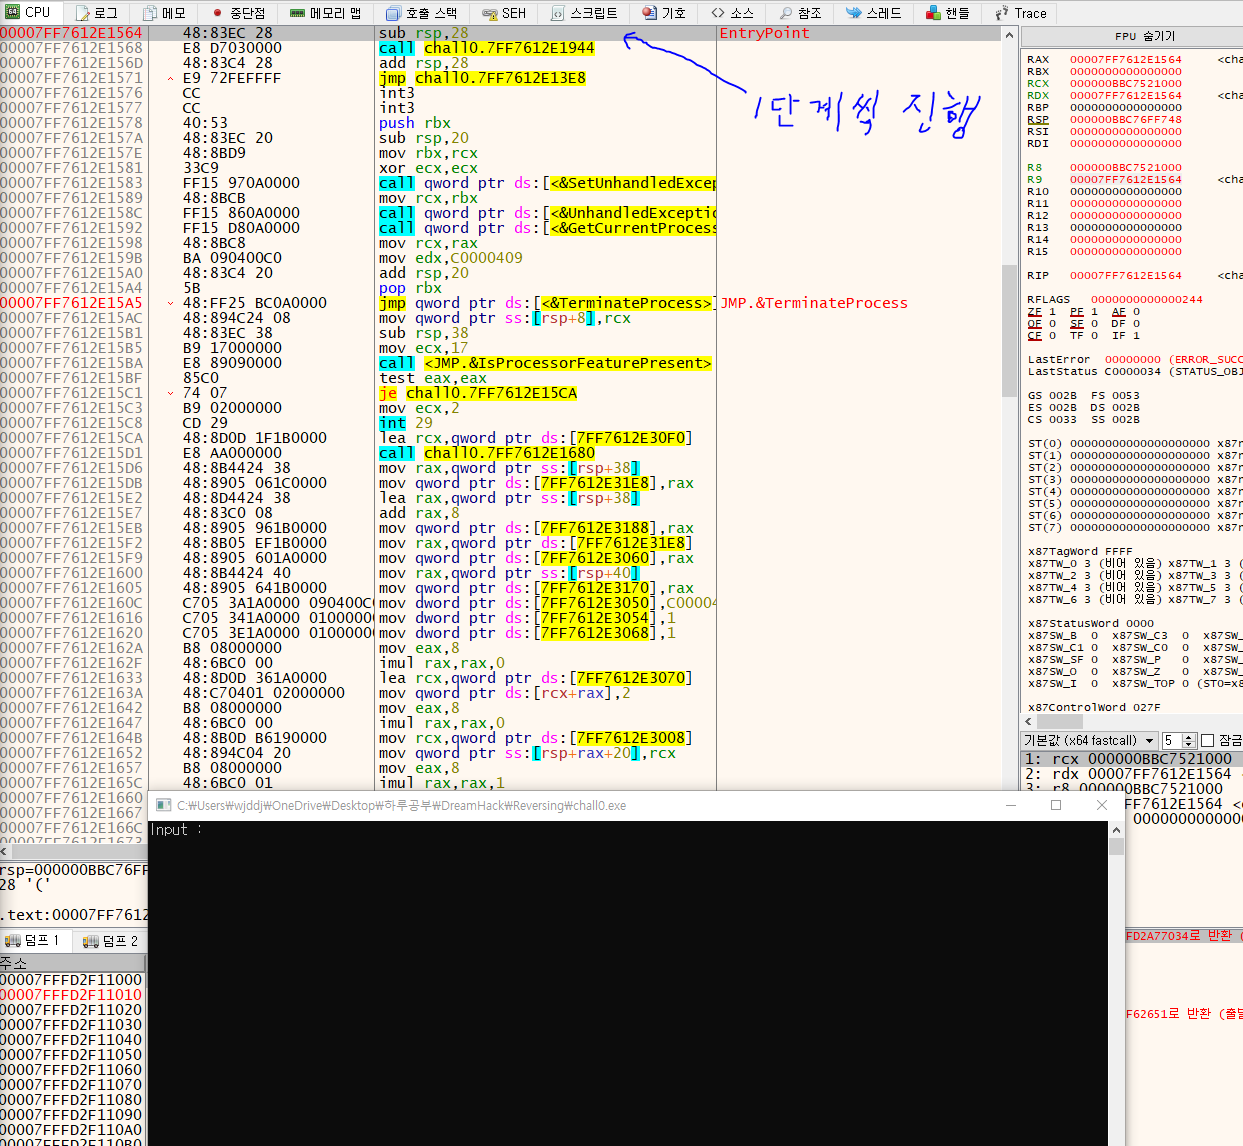 CPU 로그 메모 중단점 메모리 맵 호출 스택 SEH 스크립트 기호 소스 참조 스레드 핸들 Trace
00007FF7612E1564 48:83EC 28 sub rsp,28 EntryPoint
00007FF7612E1568 E8 D7030000 call chall0.7FF7612E1944
00007FF7612E156D 48:83C4 28 add rsp,28
00007FF7612E1571 E9 72FEFFFF jmp chall0.7FF7612E13E8
00007FF7612E1576 CC int3
00007FF7612E1577 CC int3
00007FF7612E1578 40:53 push rbx
00007FF7612E157A 48:83EC 20 sub rsp,20
00007FF7612E157E 48:8BD9 mov rbx,rcx
00007FF7612E1581 33C9 xor ecx,ecx
00007FF7612E1583 FF15 970A0000 call qword ptr ds:[<&SetUnhandledExcep
00007FF7612E1589 48:8BCB mov rcx,rbx
00007FF7612E158C FF15 860A0000 call qword ptr ds:[<&UnhandledExceptio
00007FF7612E1592 FF15 D80A0000 call qword ptr ds:[<&GetCurrentProcess
00007FF7612E1598 48:8BC8 mov rcx,rax
00007FF7612E159B BA 090400C0 mov edx,C0000409
00007FF7612E15A0 48:83C4 20 add rsp,20
00007FF7612E15A4 5B pop rbx
00007FF7612E15A5 48:FF25 BC0A0000 jmp qword ptr ds:[<&TerminateProcess>] JMP.&TerminateProcess
00007FF7612E15AC 48:894C24 08 mov qword ptr ss:[rsp+8],rcx
00007FF7612E15B1 48:83EC 38 sub rsp,38
00007FF7612E15B5 B9 17000000 mov ecx,17
00007FF7612E15BA E8 89090000 call <JMP.&IsProcessorFeaturePresent>
00007FF7612E15BF 85C0 test eax,eax
00007FF7612E15C1 74 07 je chall0.7FF7612E15CA
00007FF7612E15C3 B9 02000000 mov ecx,2
00007FF7612E15C8 CD 29 int 29
00007FF7612E15CA 48:8D0D 1F1B0000 lea rcx,qword ptr ds:[7FF7612E30F0]
00007FF7612E15D1 E8 AA000000 call chall0.7FF7612E1680
00007FF7612E15D6 48:8B4424 38 mov rax,qword ptr ss:[rsp+38]
00007FF7612E15DB 48:8905 061C0000 mov qword ptr ds:[7FF7612E31E8],rax
00007FF7612E15E2 48:8D4424 38 lea rax,qword ptr ss:[rsp+38]
00007FF7612E15E7 48:83C0 08 add rax,8
00007FF7612E15EB 48:8905 961B0000 mov qword ptr ds:[7FF7612E3188],rax
00007FF7612E15F2 48:8B05 EF1B0000 mov rax,qword ptr ds:[7FF7612E31E8]
00007FF7612E15F9 48:8905 601A0000 mov qword ptr ds:[7FF7612E3060],rax
00007FF7612E1600 48:8B4424 40 mov rax,qword ptr ss:[rsp+40]
00007FF7612E1605 48:8905 641B0000 mov qword ptr ds:[7FF7612E3170],rax
00007FF7612E160C C705 3A1A0000 090400C0 mov dword ptr ds:[7FF7612E3050],C00004
00007FF7612E1616 C705 341A0000 01000000 mov dword ptr ds:[7FF7612E3054],1
00007FF7612E1620 C705 3E1A0000 01000000 mov dword ptr ds:[7FF7612E3068],1
00007FF7612E162A B8 08000000 mov eax,8
00007FF7612E162F 48:6BC0 00 imul rax,rax,0
00007FF7612E1633 48:8D0D 361A0000 lea rcx,qword ptr ds:[7FF7612E3070]
00007FF7612E163A 48:C70401 02000000 mov qword ptr ds:[rcx+rax],2
00007FF7612E1642 B8 08000000 mov eax,8
00007FF7612E1647 48:6BC0 00 imul rax,rax,0
00007FF7612E164B 48:8B0D B6190000 mov rcx,qword ptr ds:[7FF7612E3008]
00007FF7612E1652 48:894C04 20 mov qword ptr ss:[rsp+rax+20],rcx
00007FF7612E1657 B8 08000000 mov eax,8
00007FF7612E165C 48:6BC0 01 imul rax,rax,1
00007FF7612E1660
00007FF7612E1667
00007FF7612E166C
1단계씩 진행
FPU 숨기기
RAX 00007FF7612E1564 <cha
RBX 0000000000000000
RCX 000000BBC7521000
RDX 00007FF7612E1564 <cha
RBP 0000000000000000
RSP 000000BBC76FF748
RSI 0000000000000000
RDI 0000000000000000
R8 000000BBC7521000
R9 00007FF7612E1564 <cha
R10 0000000000000000
R11 0000000000000000
R12 0000000000000000
R13 0000000000000000
R14 0000000000000000
R15 0000000000000000
RIP 00007FF7612E1564 <cha
RFLAGS 0000000000000244
ZF 1 PF 1 AF 0
OF 0 SF 0 DF 0
CF 0 TF 0 IF 1
LastError 00000000 (ERROR_SUCC
LastStatus C0000034 (STATUS_OBJ
GS 002B FS 0053
ES 002B DS 002B
CS 0033 SS 002B
ST(0) 00000000000000000000 x87r
ST(1) 00000000000000000000 x87r
ST(2) 00000000000000000000 x87r
ST(3) 00000000000000000000 x87r
ST(4) 00000000000000000000 x87r
ST(5) 00000000000000000000 x87r
ST(6) 00000000000000000000 x87r
ST(7) 00000000000000000000 x87r
x87TagWord FFFF
x87TW_0 3 (비어 있음) x87TW_1 3 (
x87TW_2 3 (비어 있음) x87TW_3 3 (
x87TW_4 3 (비어 있음) x87TW_5 3 (
x87TW_6 3 (비어 있음) x87TW_7 3 (
x87StatusWord 0000
x87SW_B 0 x87SW_C3 0 x87SW_
x87SW_C1 0 x87SW_C0 0 x87SW_
x87SW_SF 0 x87SW_P 0 x87SW_
x87SW_O 0 x87SW_Z 0 x87SW_
x87SW_I 0 x87SW_TOP 0 (ST0=x8
x87ControlWord 027F
기본값 (x64 fastcall) 5 잠금
1: rcx 000000BBC7521000
2: rdx 00007FF7612E1564 <
3: r8 000000BBC7521000
FF7612E1564 <c
000000000000
C:\Users\wjddj\OneDrive\Desktop\하루공부\DreamHack\Reversing\chall0.exe
Input :
rsp=000000BBC76FF
28 '('
.text:00007FF7612
덤프 1 덤프 2
주소
00007FFFD2F11000
00007FFFD2F11010
00007FFFD2F11020
00007FFFD2F11030
00007FFFD2F11040
00007FFFD2F11050
00007FFFD2F11060
00007FFFD2F11070
00007FFFD2F11080
00007FFFD2F11090
00007FFFD2F110A0
00007FFFD2F110B0
FD2A77034로 반환 (
F62651로 반환 (출발